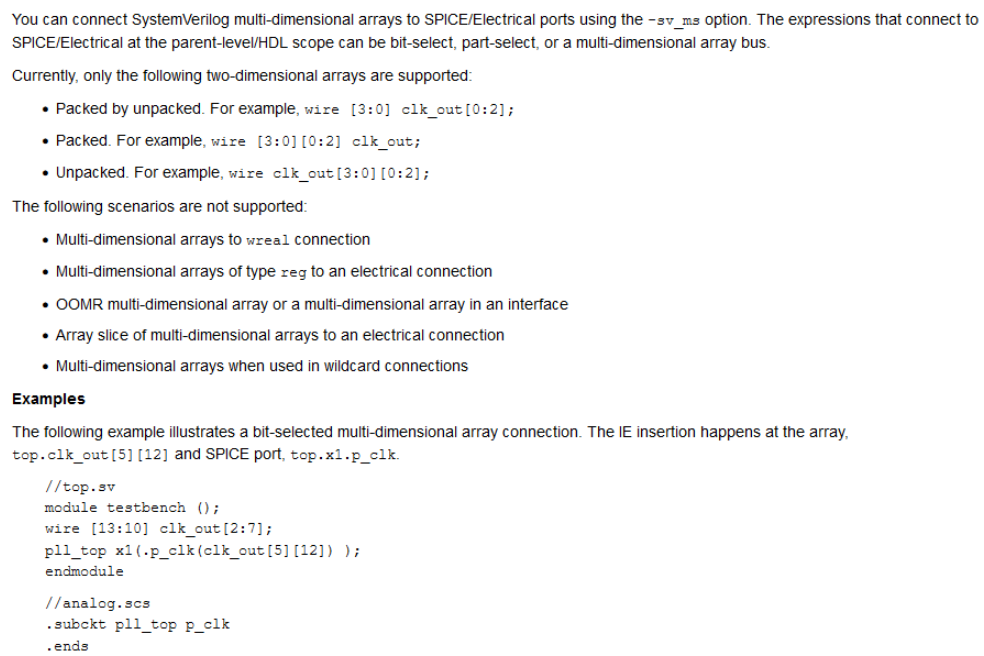 You can connect SystemVerilog multi-dimensional arrays to SPICE/Electrical ports using the -sv_ms option. The expressions that connect to
SPICE/Electrical at the parent-level/HDL scope can be bit-select, part-select, or a multi-dimensional array bus.
Currently, only the following two-dimensional arrays are supported:
• Packed by unpacked. For example, wire [3:0] clk_out[0:2];
• Packed. For example, wire [3:0][0:2] clk_out;
• Unpacked. For example, wire clk_out[3:0][0:2];
The following scenarios are not supported:
• Multi-dimensional arrays to wreal connection
• Multi-dimensional arrays of type reg to an electrical connection
• OOMR multi-dimensional array or a multi-dimensional array in an interface
• Array slice of multi-dimensional arrays to an electrical connection
• Multi-dimensional arrays when used in wildcard connections
Examples
The following example illustrates a bit-selected multi-dimensional array connection. The IE insertion happens at the array,
top.clk_out[5][12] and SPICE port, top.x1.p_clk.
//top.sv
module testbench ();
wire [13:10] clk_out[2:7];
pll_top x1(.p_clk(clk_out[5][12]) );
endmodule
//analog.scs
.subckt pll_top p_clk
.ends